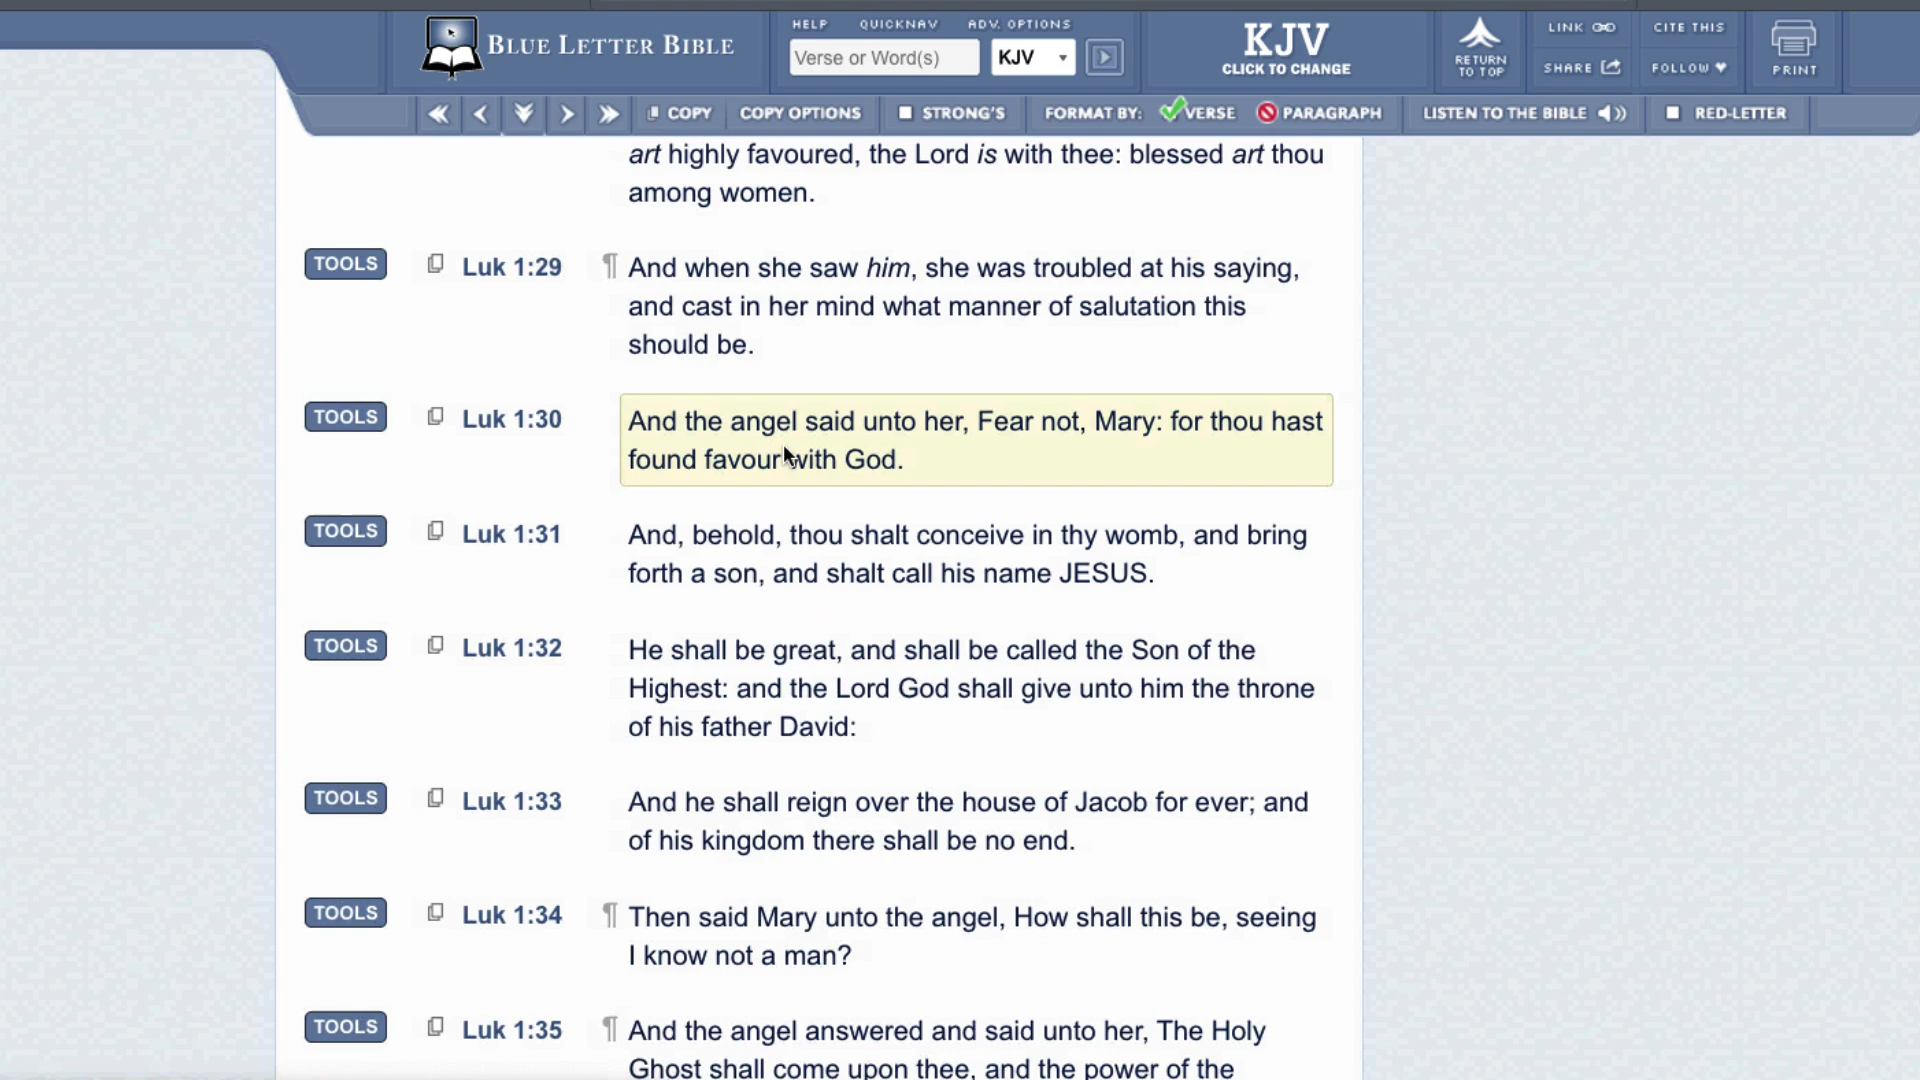 BLUE LETTER BIBLE
HELP QUICKNAV ADV. OPTIONS
Verse or Word(s) KJV
KJV
CLICK TO CHANGE
RETURN
TO TOP
LINK
SHARE
CITE THIS
FOLLOW
PRINT
COPY COPY OPTIONS STRONG'S FORMAT BY: VERSE PARAGRAPH LISTEN TO THE BIBLE RED-LETTER
art highly favoured, the Lord is with thee: blessed art thou
among women.
TOOLS Luk 1:29 ¶ And when she saw him, she was troubled at his saying,
and cast in her mind what manner of salutation this
should be.
TOOLS Luk 1:30 And the angel said unto her, Fear not, Mary: for thou hast
found favour with God.
TOOLS Luk 1:31 And, behold, thou shalt conceive in thy womb, and bring
forth a son, and shalt call his name JESUS.
TOOLS Luk 1:32 He shall be great, and shall be called the Son of the
Highest: and the Lord God shall give unto him the throne
of his father David:
TOOLS Luk 1:33 And he shall reign over the house of Jacob for ever; and
of his kingdom there shall be no end.
TOOLS Luk 1:34 ¶ Then said Mary unto the angel, How shall this be, seeing
I know not a man?
TOOLS Luk 1:35 ¶ And the angel answered and said unto her, The Holy
Ghost shall come upon thee, and the power of the